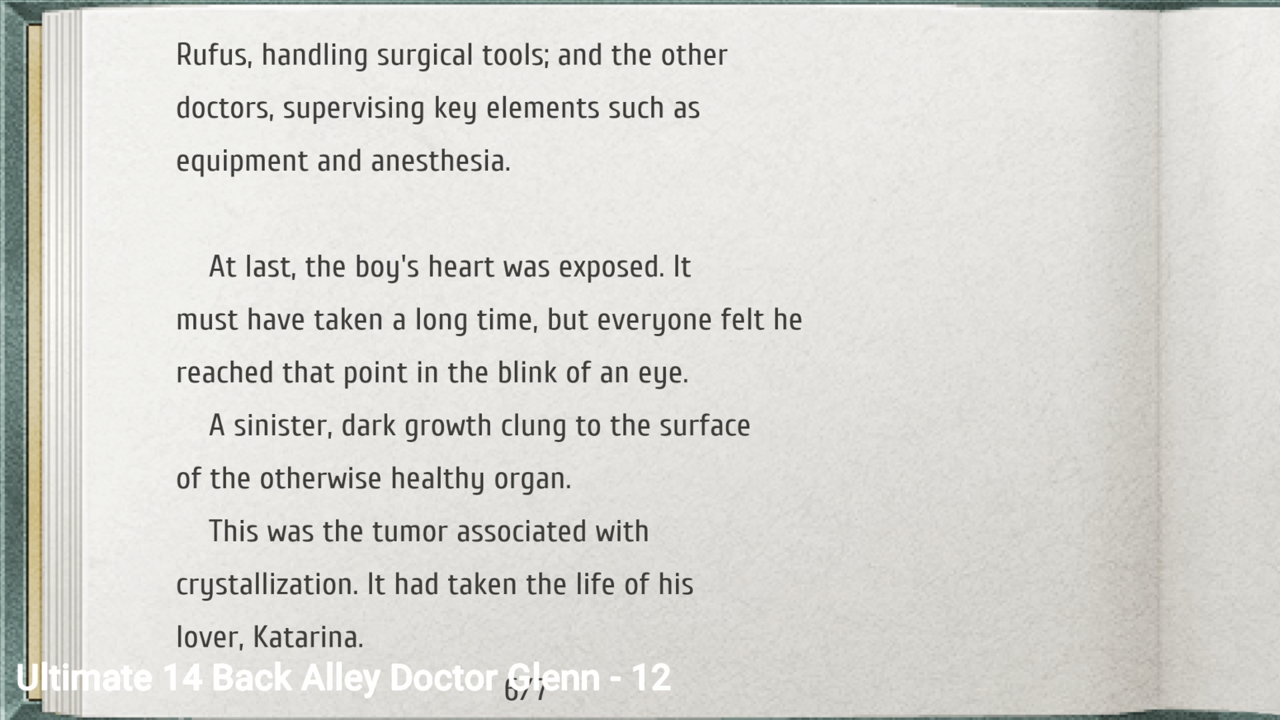 Rufus, handling surgical tools; and the other
doctors, supervising key elements such as
equipment and anesthesia.
At last, the boy's heart was exposed. It
must have taken a long time, but everyone felt he
reached that point in the blink of an eye.
A sinister, dark growth clung to the surface
of the otherwise healthy organ.
This was the tumor associated with
crystallization. It had taken the life of his
lover, Katarina.
Ultimate 14 Back Alley Doctor Glenn - 12
6/7